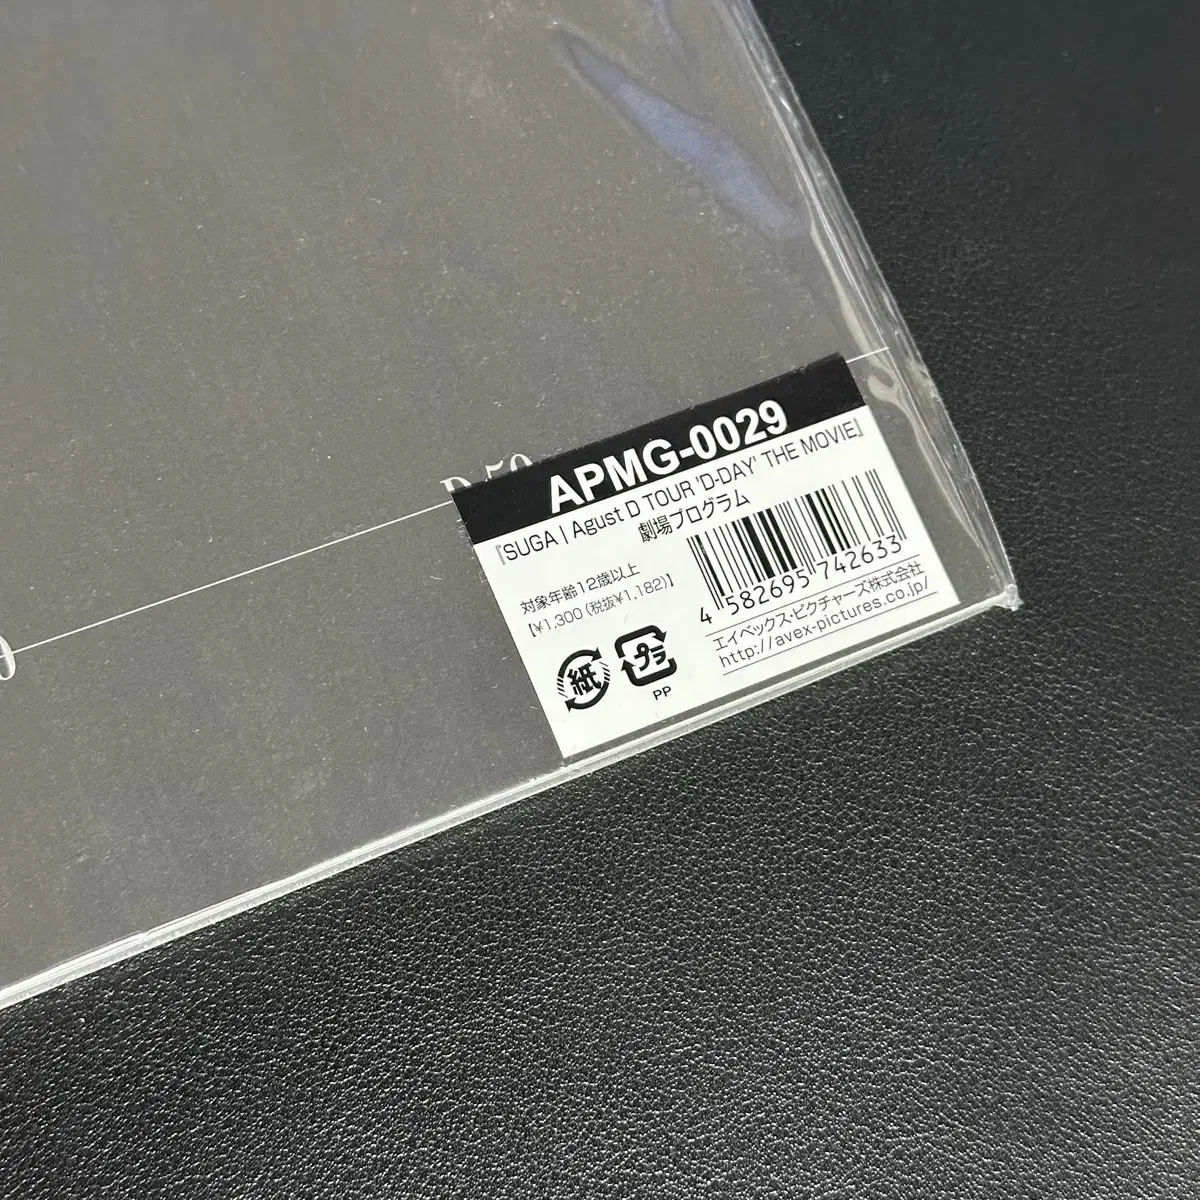 APMG-0029
『SUGA | Agust D TOUR 'D-DAY' THE MOVIE』
劇場プログラム
対象年齢12歳以上
【¥1,300(税抜¥1,182)】
4 582695 742633
エイベックス・ピクチャーズ株式会社
http://avex-pictures.co.jp/
紙
プラ
PP